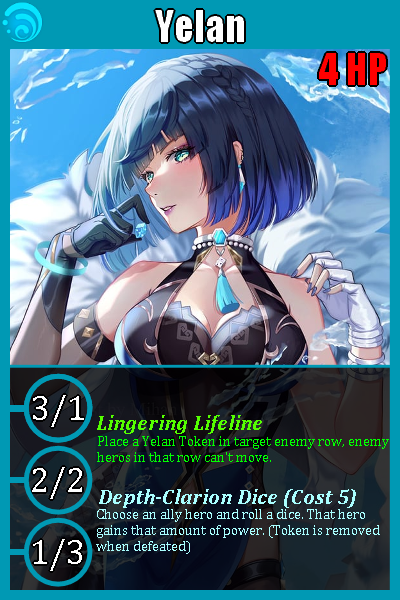 Yelan
4 HP
3/1
Lingering Lifeline
Place a Yelan Token in target enemy row, enemy
heros in that row can't move.
2/2
Depth-Clarion Dice (Cost 5)
Choose an ally hero and roll a dice. That hero
gains that amount of power. (Token is removed
when defeated)
1/3